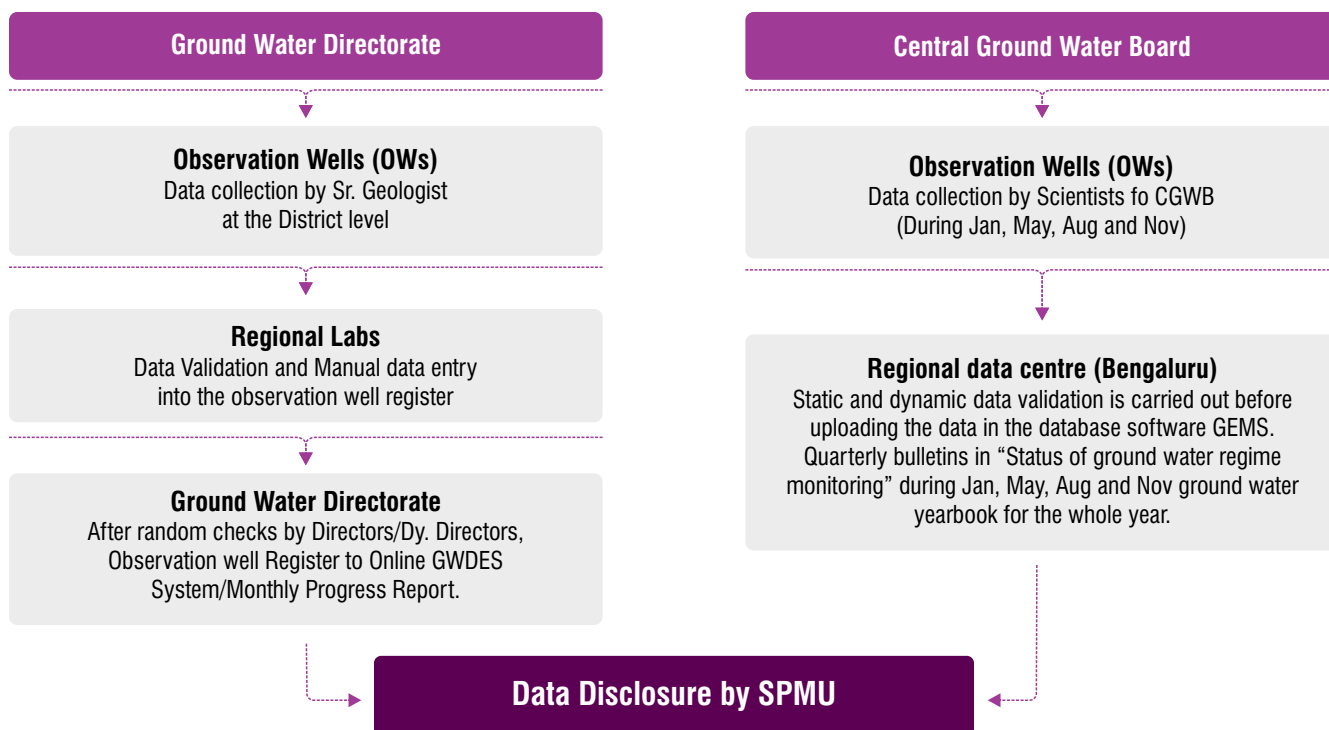 Ground Water Directorate
Observation Wells (OWs)
Data collection by Sr. Geologist
at the District level
Regional Labs
Data Validation and Manual data entry
into the observation well register
Ground Water Directorate
After random checks by Directors/Dy. Directors,
Observation well Register to Online GWDES
System/Monthly Progress Report.
Central Ground Water Board
Observation Wells (OWs)
Data collection by Scientists fo CGWB
(During Jan, May, Aug and Nov)
Regional data centre (Bengaluru)
Static and dynamic data validation is carried out before
uploading the data in the database software GEMS.
Quarterly bulletins in “Status of ground water regime
monitoring” during Jan, May, Aug and Nov ground water
yearbook for the whole year.
Data Disclosure by SPMU